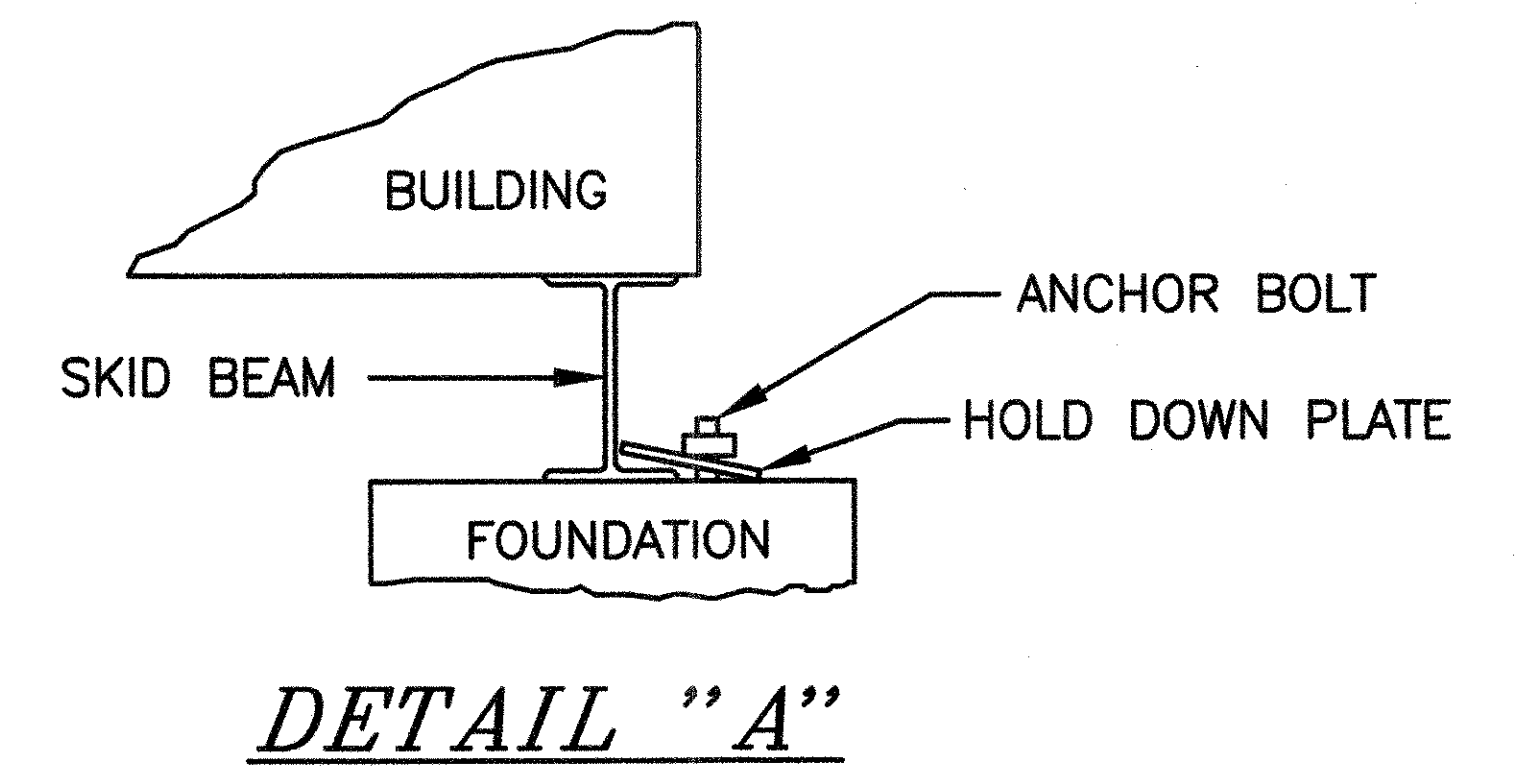 BUILDING
ANCHOR BOLT
SKID BEAM
HOLD DOWN PLATE
FOUNDATION
DETAIL "A"